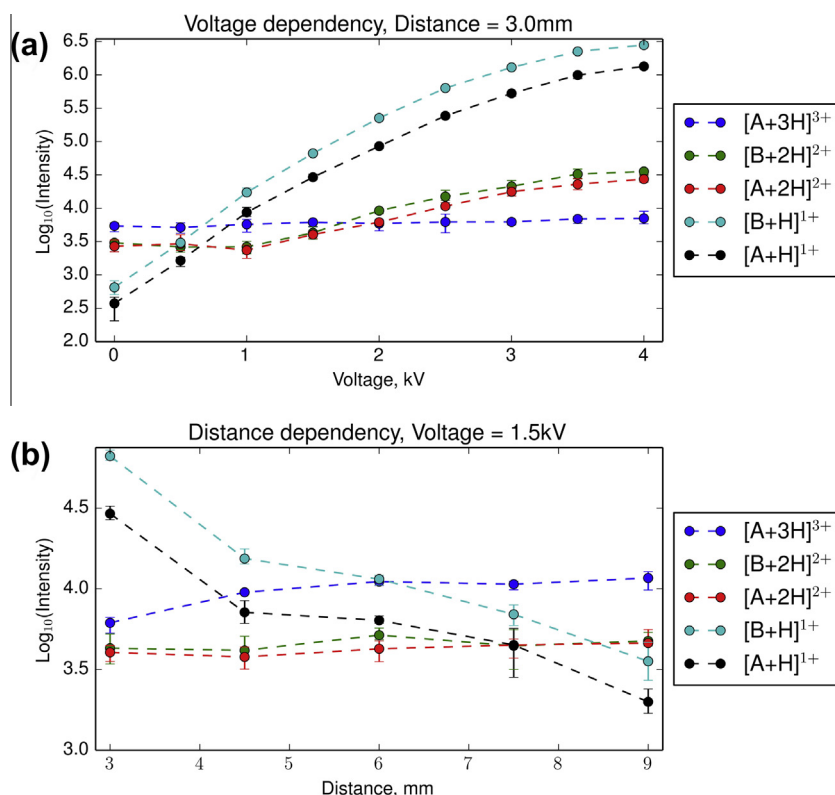 (a)
Voltage dependency, Distance = 3.0mm
Log₁₀(Intensity)
6.5
6.0
5.5
5.0
4.5
4.0
3.5
3.0
2.5
2.0
0 1 2 3 4
Voltage, kV
[A+3H]³⁺
[B+2H]²⁺
[A+2H]²⁺
[B+H]¹⁺
[A+H]¹⁺
(b)
Distance dependency, Voltage = 1.5kV
Log₁₀(Intensity)
4.5
4.0
3.5
3.0
3 4 5 6 7 8 9
Distance, mm
[A+3H]³⁺
[B+2H]²⁺
[A+2H]²⁺
[B+H]¹⁺
[A+H]¹⁺